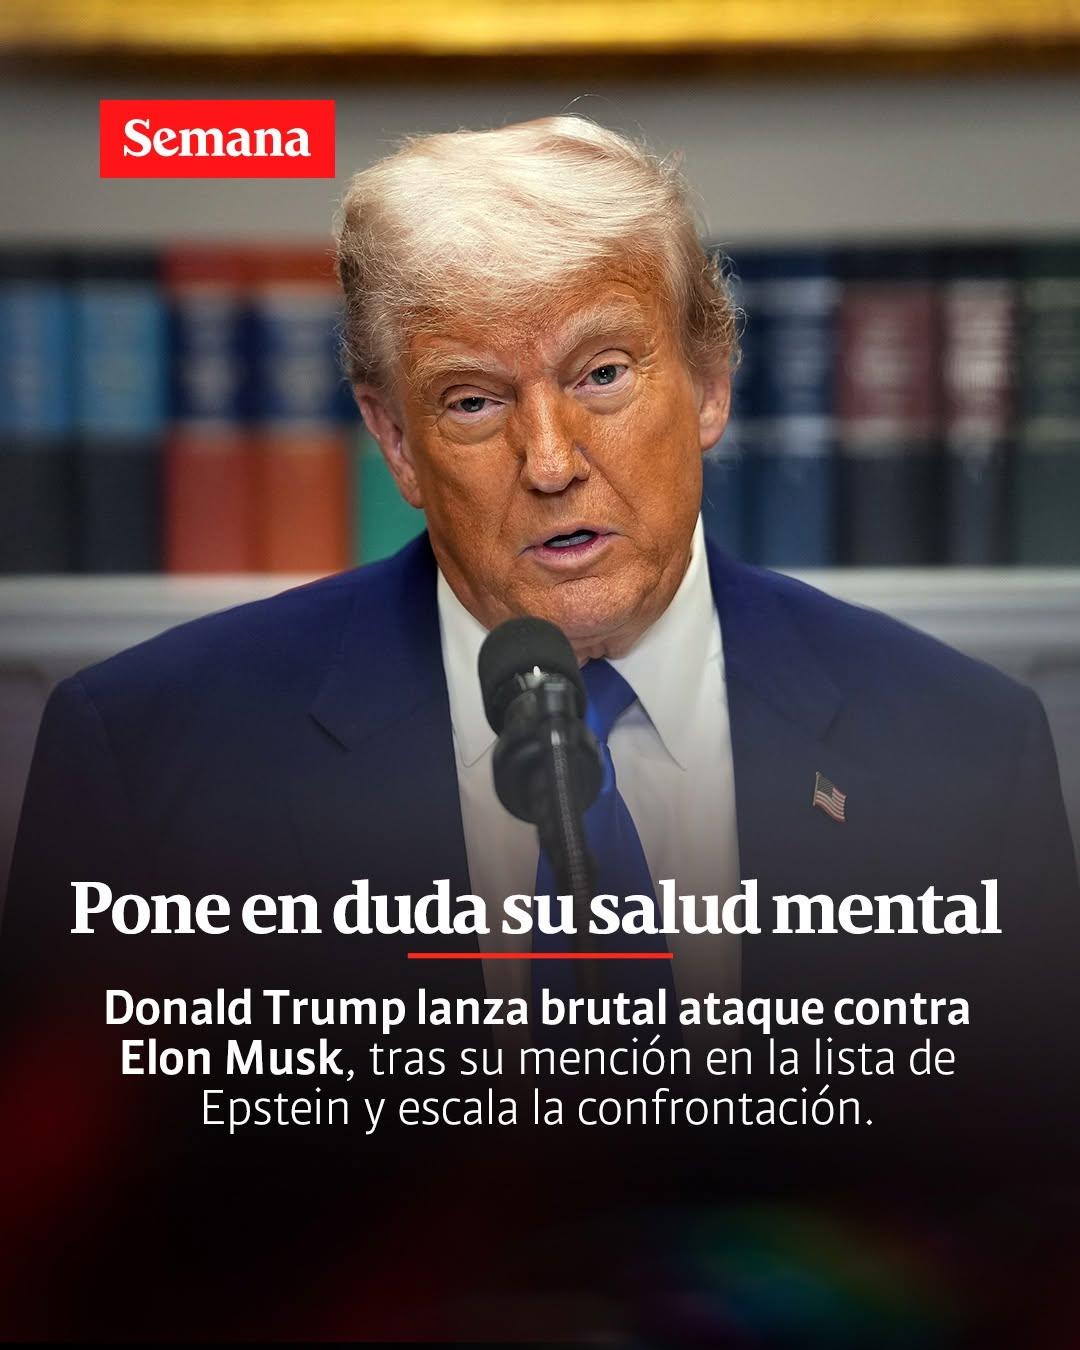 Semana
Pone en duda su salud mental
Donald Trump lanza brutal ataque contra
Elon Musk, tras su mención en la lista de
Epstein y escala la confrontación.